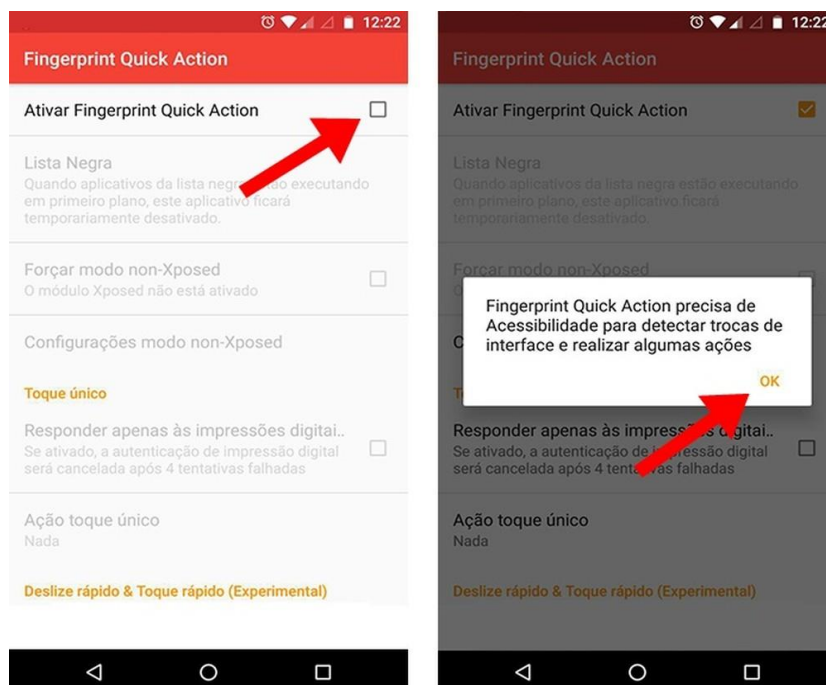 12:22
Fingerprint Quick Action
Ativar Fingerprint Quick Action
Lista Negra
Quando aplicativos da lista negra executando
em primeiro plano, este aplicativo ficará
temporariamente desativado.
Forçar modo non-Xposed
O módulo Xposed não está ativado
Configurações modo non-Xposed
Toque único
Responder apenas às impressões digitai..
Se ativado, a autenticação de impressão digital
será cancelada após 4 tentativas falhadas
Ação toque único
Nada
Deslize rápido & Toque rápido (Experimental)
12:22
Fingerprint Quick Action
Ativar Fingerprint Quick Action
Lista Negra
Quando aplicativos da lista negra estão executando
em primeiro plano, este aplicativo ficará
temporariamente desativado.
Forçar modo non-Xposed
Fingerprint Quick Action precisa de
Acessibilidade para detectar trocas de
interface e realizar algumas ações
OK
Responder apenas às impressões digitai..
Se ativado, a autenticação de impressão digital
será cancelada após 4 tentativas falhadas
Ação toque único
Nada
Deslize rápido & Toque rápido (Experimental)